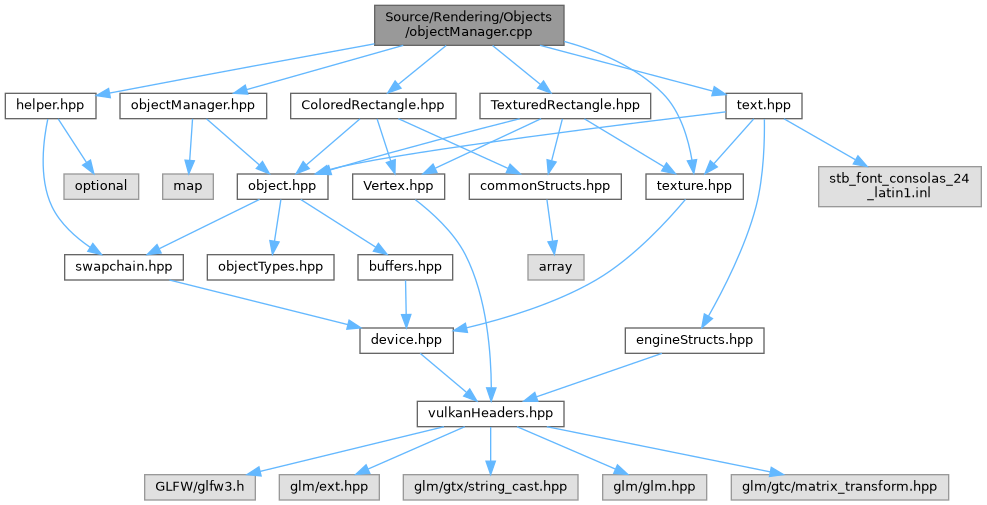 Source/Rendering/Objects
/objectManager.cpp
helper.hpp
objectManager.hpp
ColoredRectangle.hpp
TexturedRectangle.hpp
text.hpp
optional
map
object.hpp
Vertex.hpp
commonStructs.hpp
texture.hpp
stb_font_consolas_24
_latin1.inl
swapchain.hpp
objectTypes.hpp
buffers.hpp
array
device.hpp
engineStructs.hpp
vulkanHeaders.hpp
GLFW/glfw3.h
glm/ext.hpp
glm/gtx/string_cast.hpp
glm/glm.hpp
glm/gtc/matrix_transform.hpp